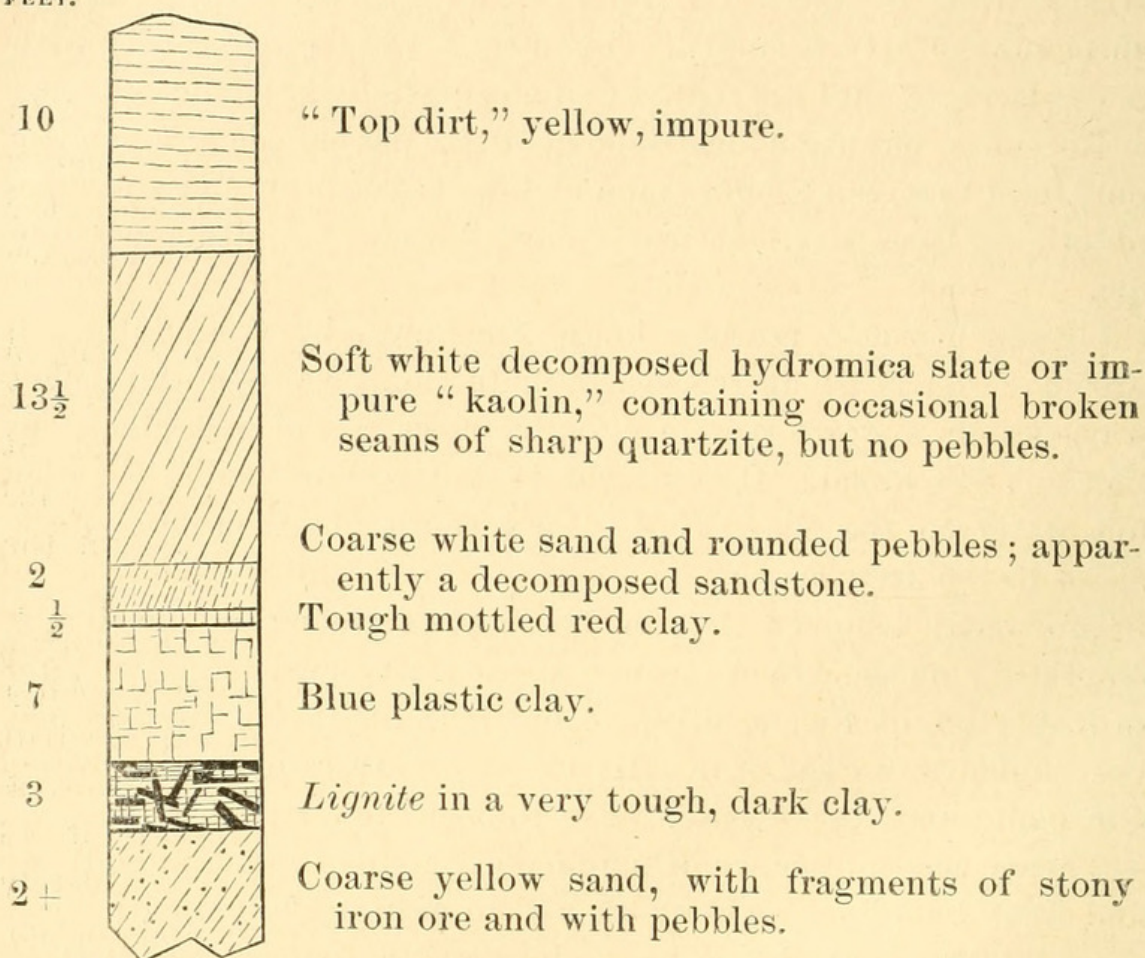 FEET.
10 “ Top dirt,” yellow, impure.
Soft white decomposed hydromica slate or im-
13½ pure “ kaolin,” containing occasional broken
seams of sharp quartzite, but no pebbles.
Coarse white sand and rounded pebbles ; appar-
2 ently a decomposed sandstone.
½ Tough mottled red clay.
7 Blue plastic clay.
3 Lignite in a very tough, dark clay.
2 + Coarse yellow sand, with fragments of stony
iron ore and with pebbles.